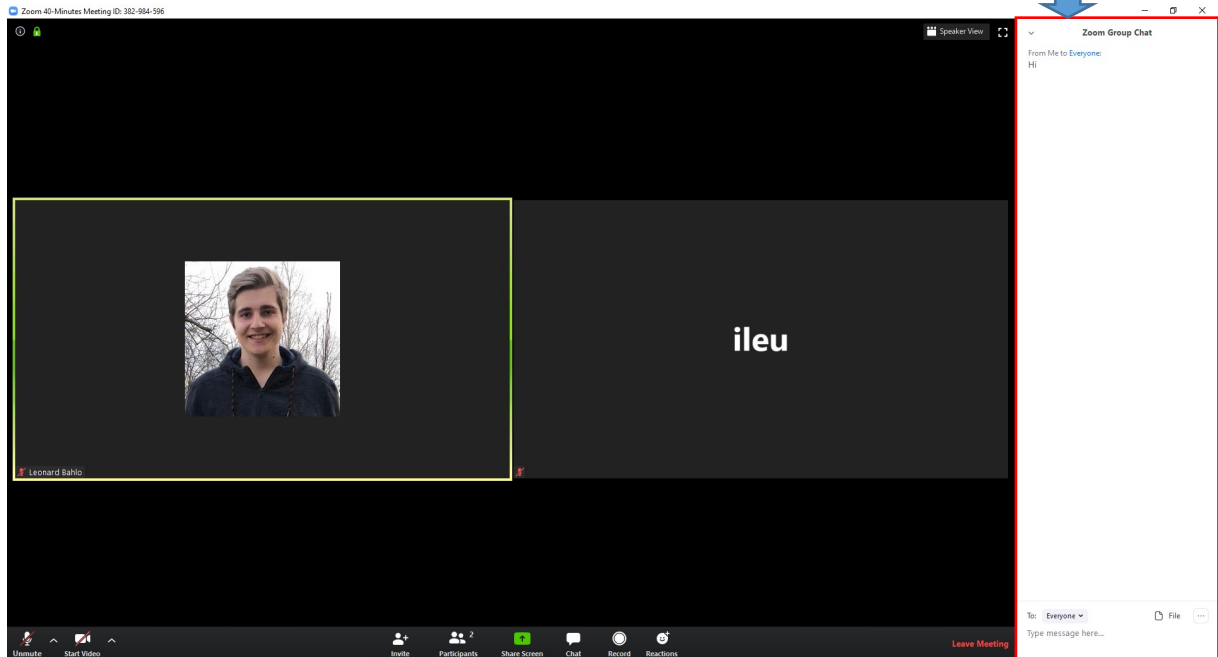 Zoom 40-Minutes Meeting ID: 382-984-596
Speaker View
Zoom Group Chat
From Me to Everyone:
Hi
ileu
Leonard Bahlo
To: Everyone File ...
Type message here...
2
Unmute Start Video Invite Participants Share Screen Chat Record Reactions Leave Meeting